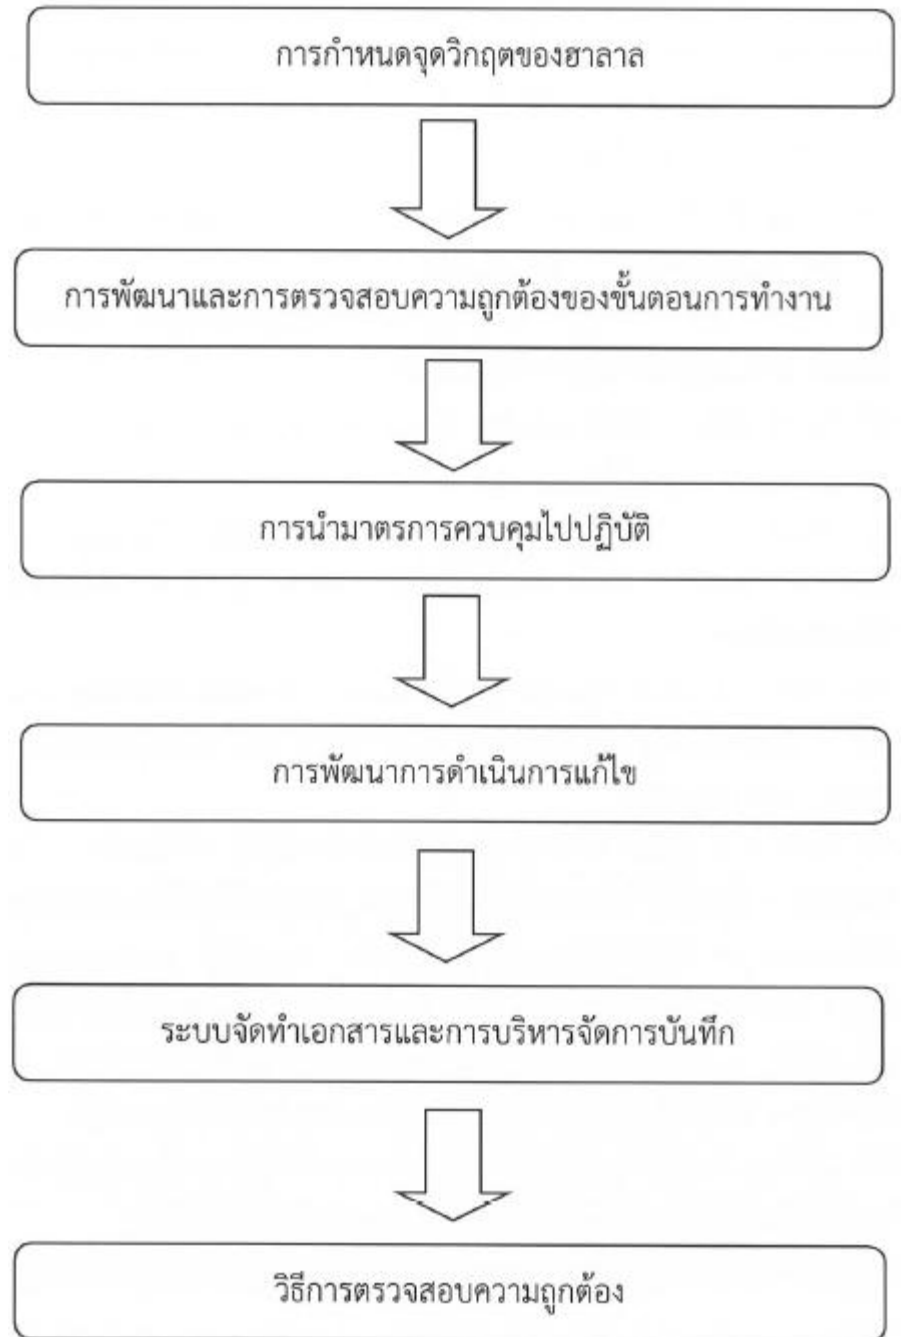 การกำหนดจุดวิกฤตของฮาลาล
การพัฒนาและการตรวจสอบความถูกต้องของขั้นตอนการทำงาน
การนำมาตรการควบคุมไปปฏิบัติ
การพัฒนาการดำเนินการแก้ไข
ระบบจัดทำเอกสารและการบริหารจัดการบันทึก
วิธีการตรวจสอบความถูกต้อง